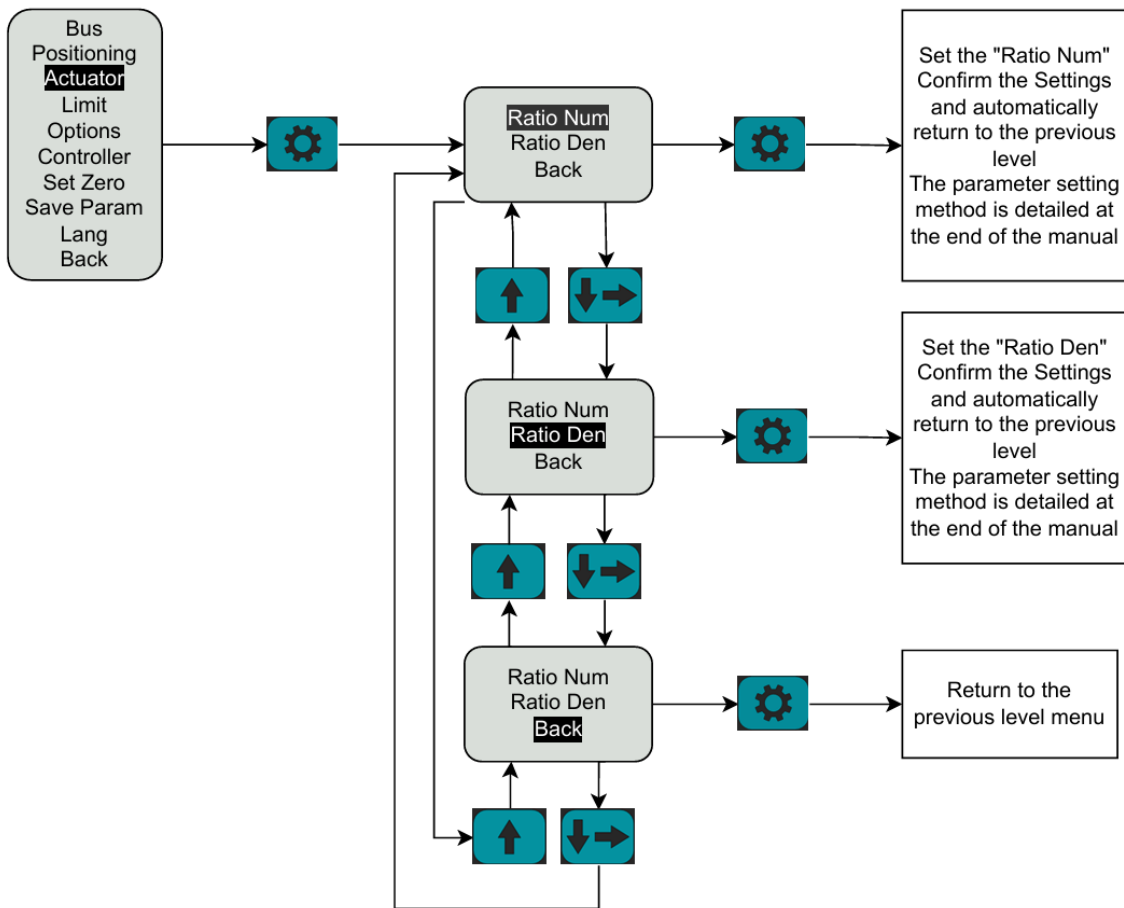 Bus
Positioning
Actuator
Limit
Options
Controller
Set Zero
Save Param
Lang
Back
Ratio Num
Ratio Den
Back
Set the "Ratio Num"
Confirm the Settings
and automatically
return to the previous
level
The parameter setting
method is detailed at
the end of the manual
Ratio Num
Ratio Den
Back
Set the "Ratio Den"
Confirm the Settings
and automatically
return to the previous
level
The parameter setting
method is detailed at
the end of the manual
Ratio Num
Ratio Den
Back
Return to the
previous level menu